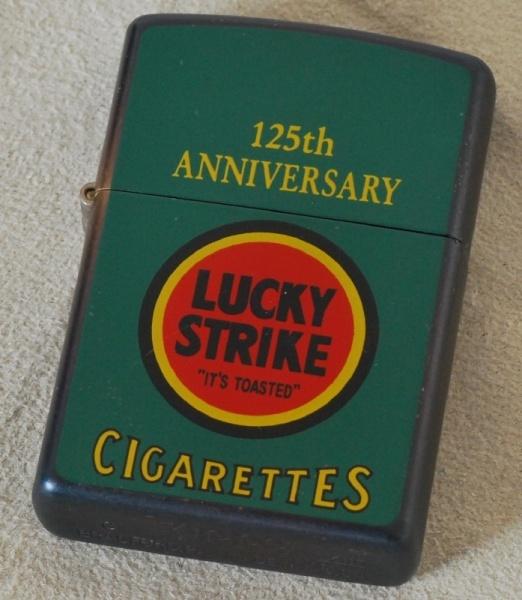 125th
ANNIVERSARY
LUCKY
STRIKE
"IT'S TOASTED"
CIGARETTES